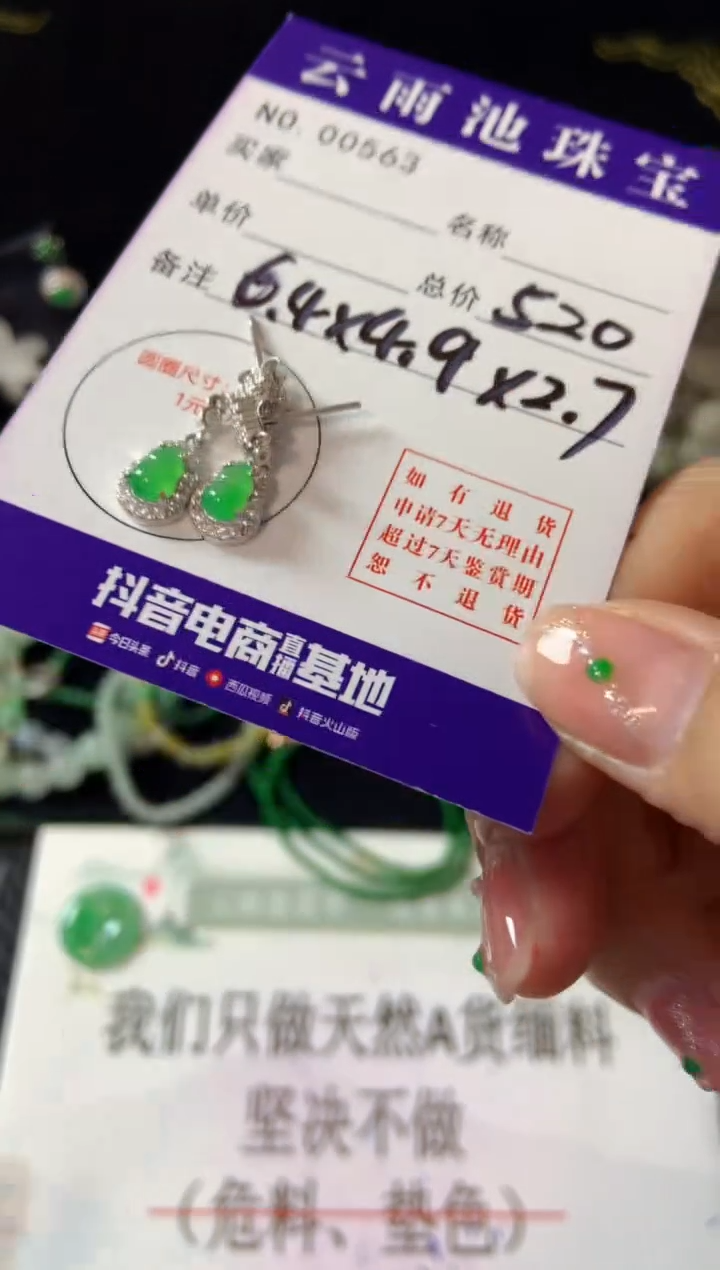 云雨池珠宝
NO. 00563
买家
名称
单价
总价 520
备注 6.4x4.9x2.7
圆圈尺寸
1元
如有退货
申请7天无理由
超过7天鉴赏期
恕不退货
抖音电商直播基地
今日头条 抖音 西瓜视频 抖音火山版
我们只做天然A货细料
坚决不做
（危料、垫色）